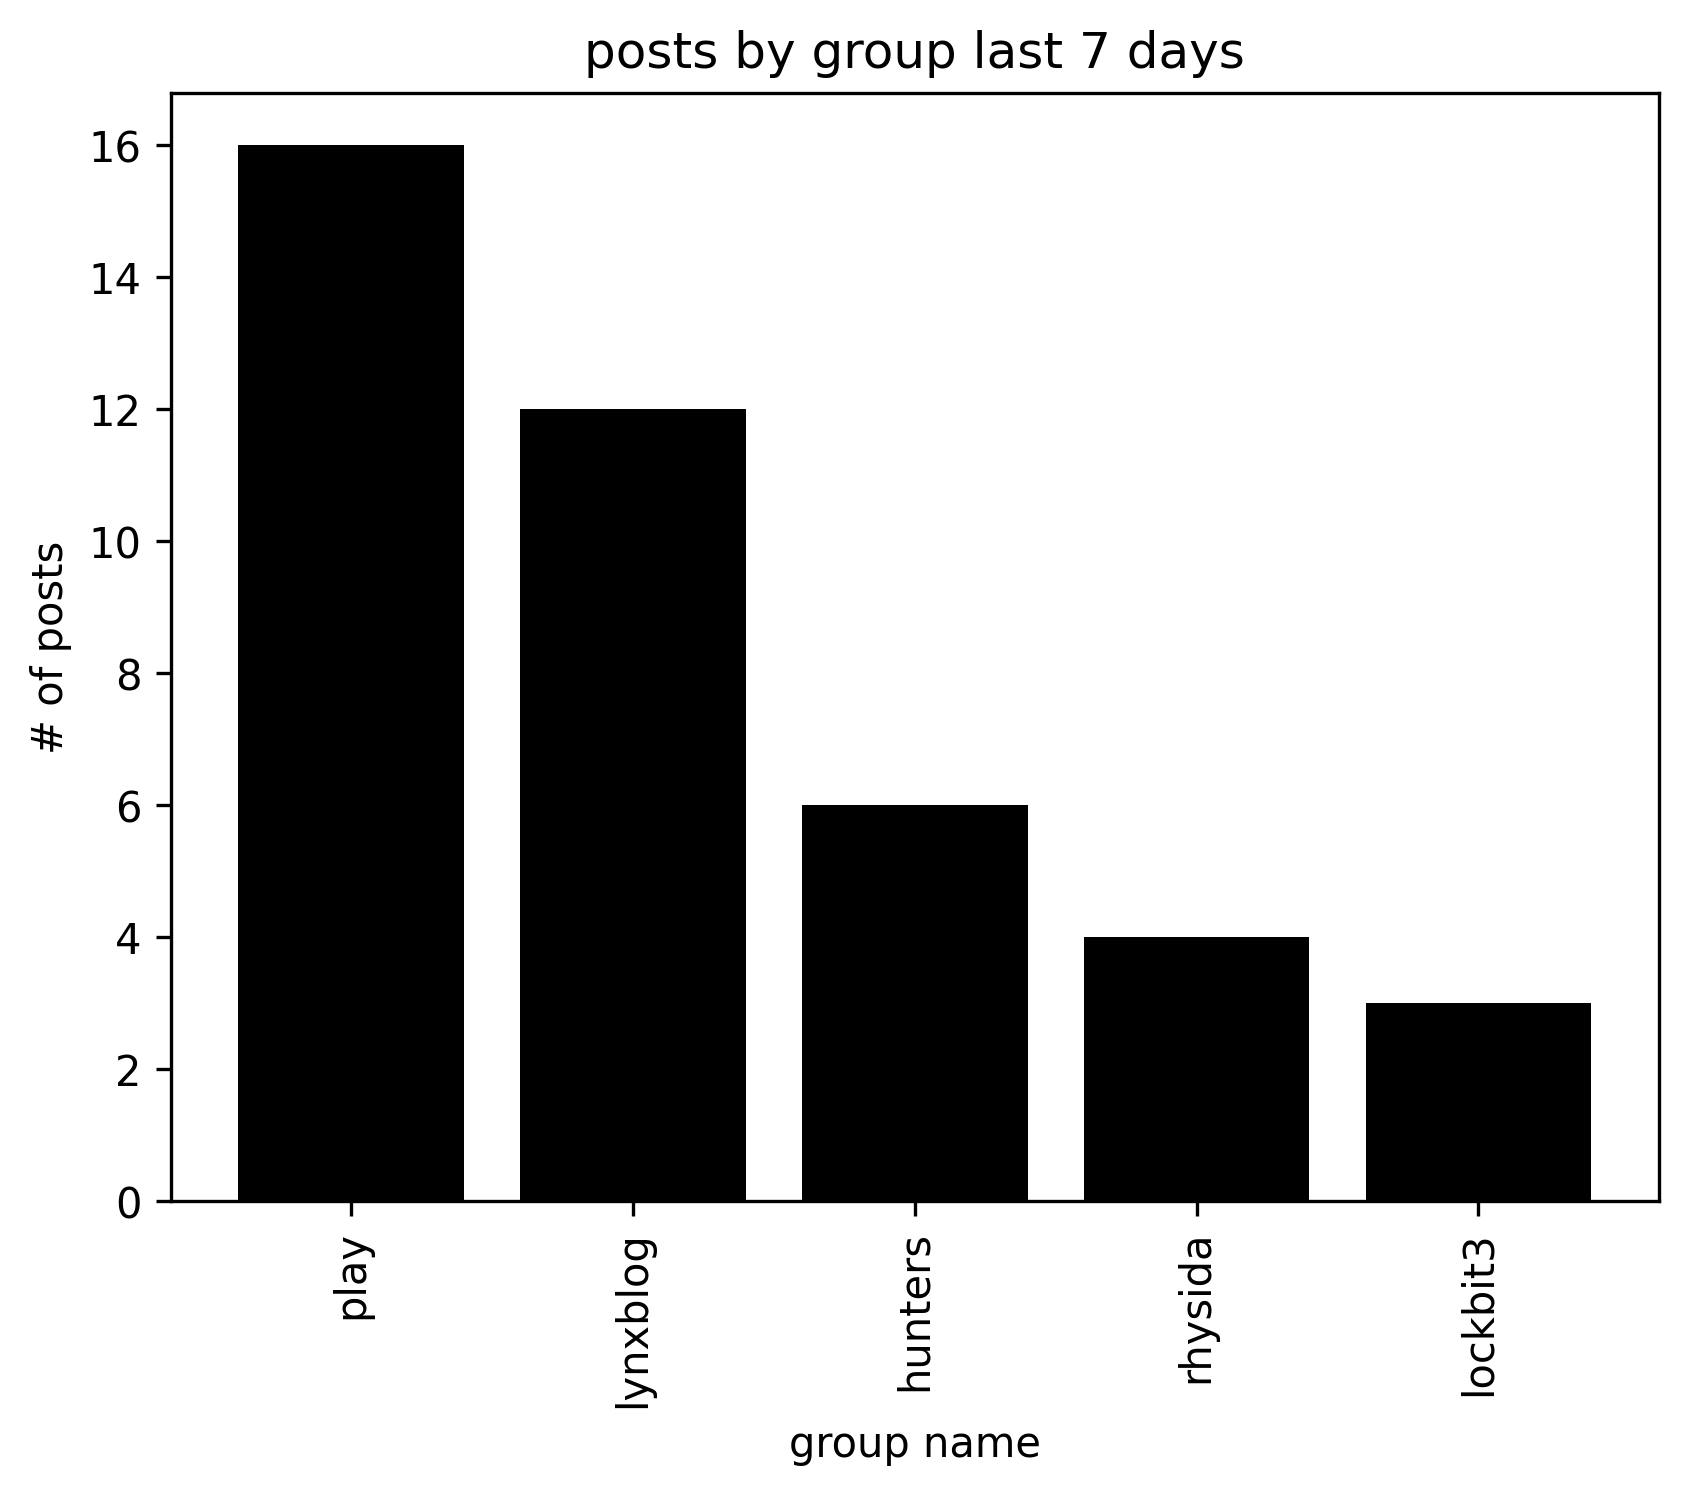 posts by group last 7 days
16
14
12
10
8
6
4
2
0
# of posts
play
lynxblog
hunters
rhysida
lockbit3
group name